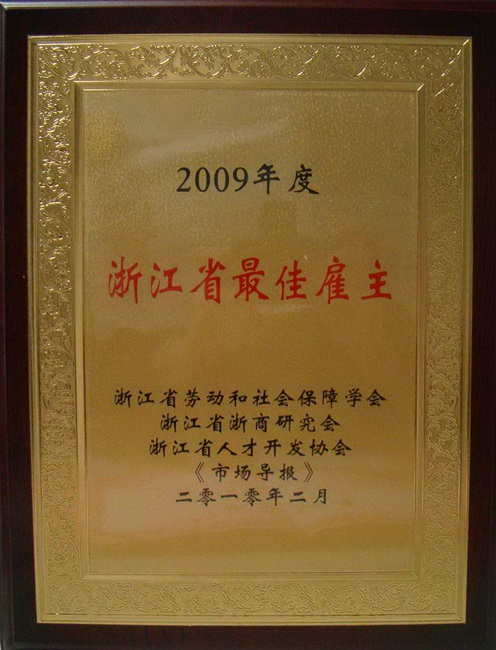 2009年度
浙江省最佳雇主
浙江省劳动和社会保障学会
浙江省浙商研究会
浙江省人才开发协会
《市场导报》
二零一零年二月